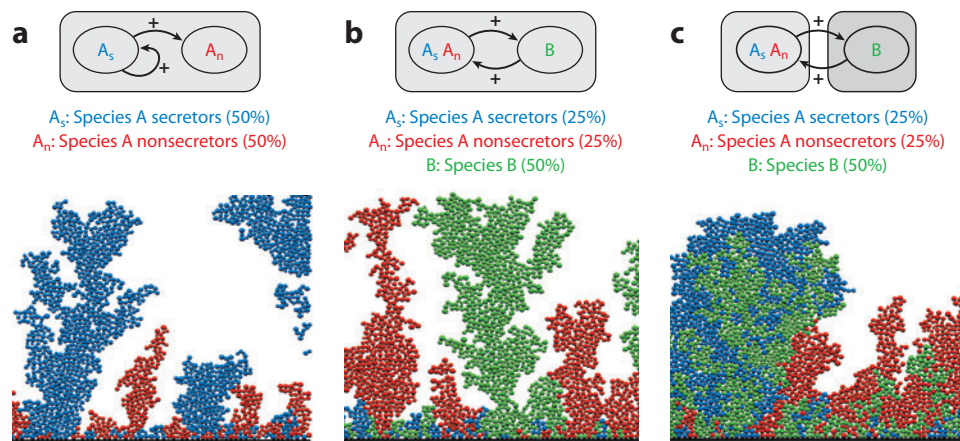 a
+
Aₛ
Aₙ
+
Aₛ: Species A secretors (50%)
Aₙ: Species A nonsecretors (50%)
b
+
Aₛ Aₙ
B
+
Aₛ: Species A secretors (25%)
Aₙ: Species A nonsecretors (25%)
B: Species B (50%)
c
+
Aₛ Aₙ
B
+
Aₛ: Species A secretors (25%)
Aₙ: Species A nonsecretors (25%)
B: Species B (50%)